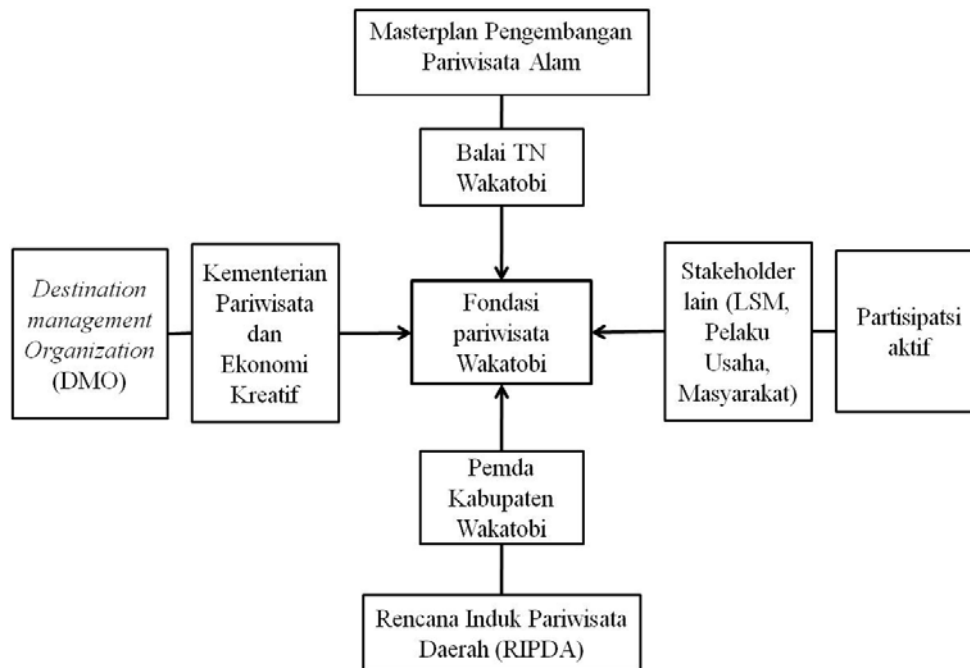 Masterplan Pengembangan
Pariwisata Alam
Balai TN
Wakatobi
Destination
management
Organization
(DMO)
Kementerian
Pariwisata
dan
Ekonomi
Kreatif
Fondasi
pariwisata
Wakatobi
Stakeholder
lain (LSM,
Pelaku
Usaha,
Masyarakat)
Partisipatsi
aktif
Pemda
Kabupaten
Wakatobi
Rencana Induk Pariwisata
Daerah (RIPDA)